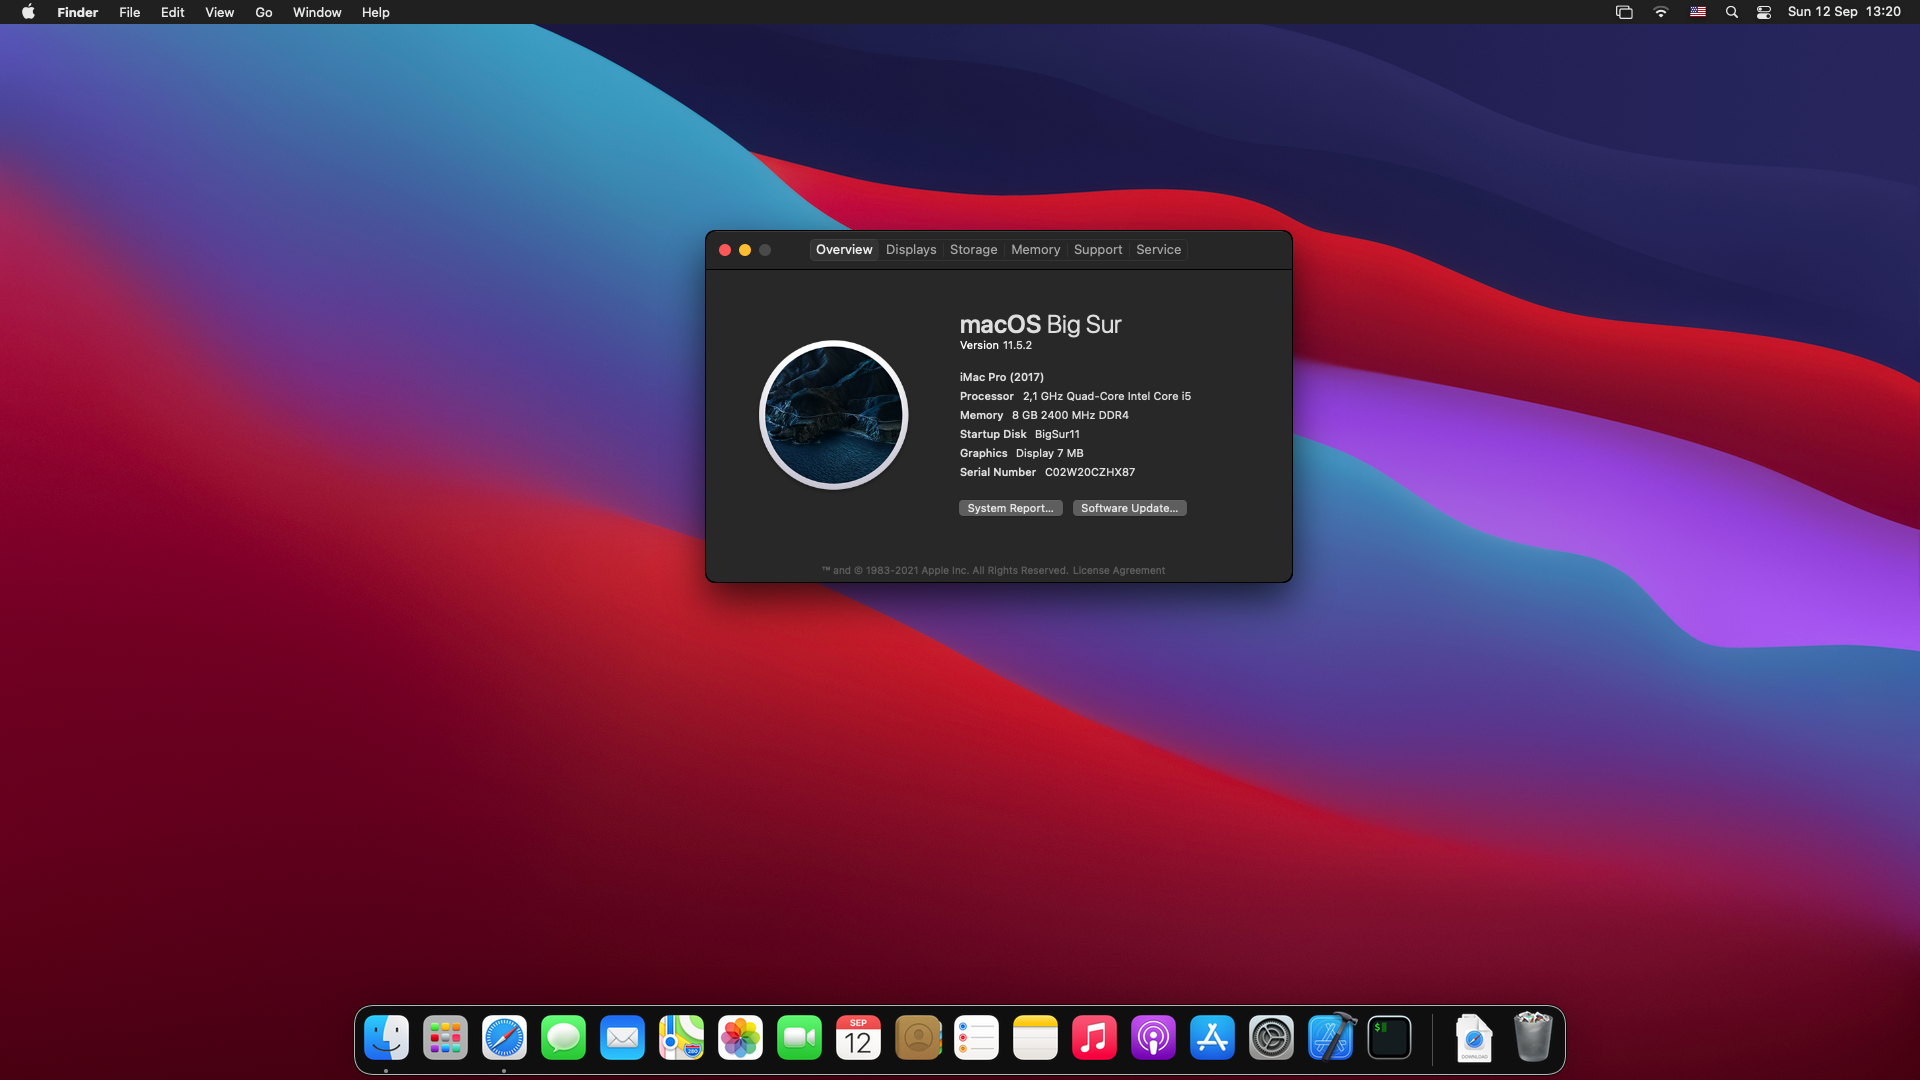 Finder File Edit View Go Window Help
Sun 12 Sep 13:20
Overview Displays Storage Memory Support Service
macOS Big Sur
Version 11.5.2
iMac Pro (2017)
Processor 2,1 GHz Quad-Core Intel Core i5
Memory 8 GB 2400 MHz DDR4
Startup Disk BigSur11
Graphics Display 7 MB
Serial Number C02W20CZHX87
System Report... Software Update...
™ and © 1983-2021 Apple Inc. All Rights Reserved. License Agreement
SEP
12
280
$
DOWNLOAD